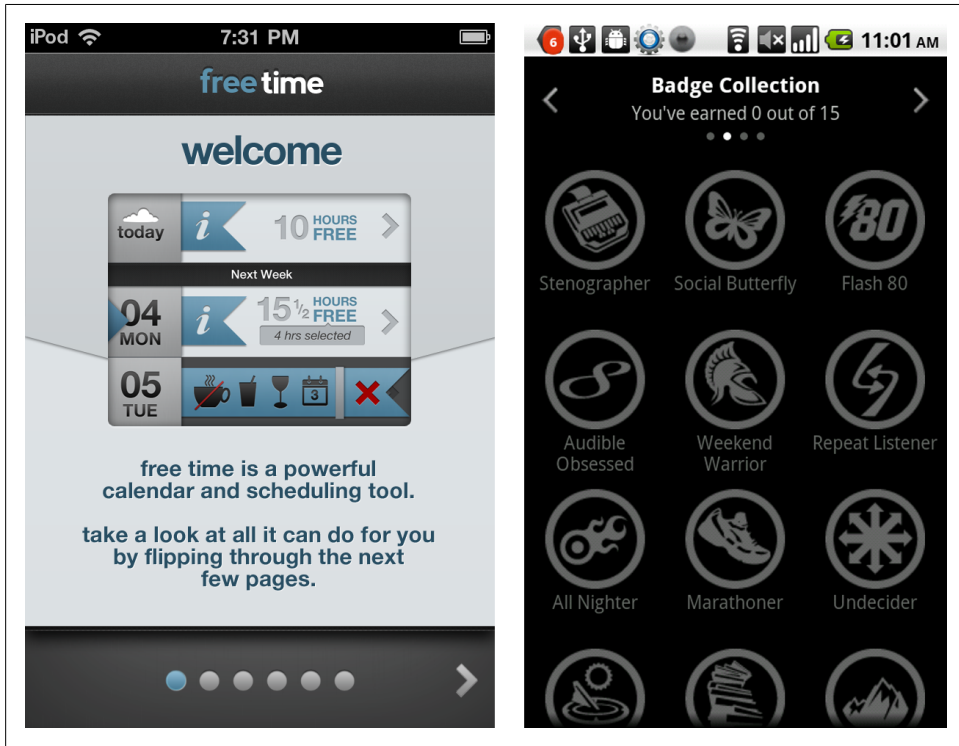 iPod
7:31 PM
freetime
welcome
today
i
10 HOURS FREE
Next Week
04
MON
i
15 1/2 HOURS FREE
4 hrs selected
05
TUE
3
free time is a powerful
calendar and scheduling tool.
take a look at all it can do for you
by flipping through the next
few pages.
6
11:01 AM
Badge Collection
You've earned 0 out of 15
80
Stenographer Social Butterfly Flash 80
Audible Obsessed
Weekend Warrior
Repeat Listener
All Nighter Marathoner Undecider